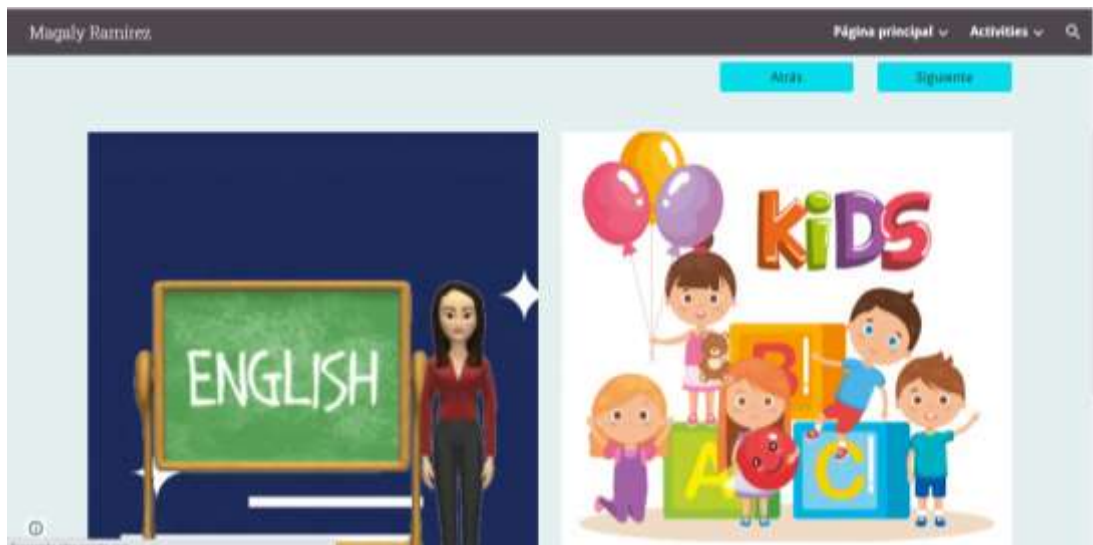 Magaly Ramirez
Página principal
Activities
Atrás
Siguiente
ENGLISH
KiDS
B
A
C